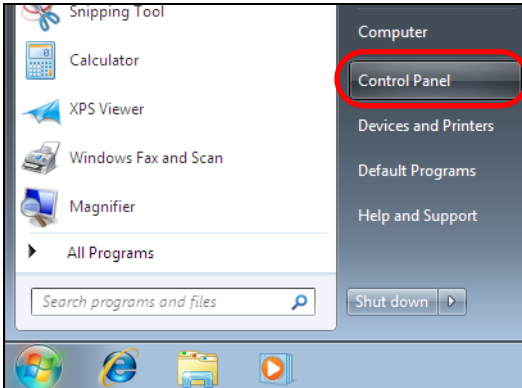 Snipping Tool
Calculator
XPS Viewer
Windows Fax and Scan
Magnifier
All Programs
Search programs and files
Computer
Control Panel
Devices and Printers
Default Programs
Help and Support
Shut down